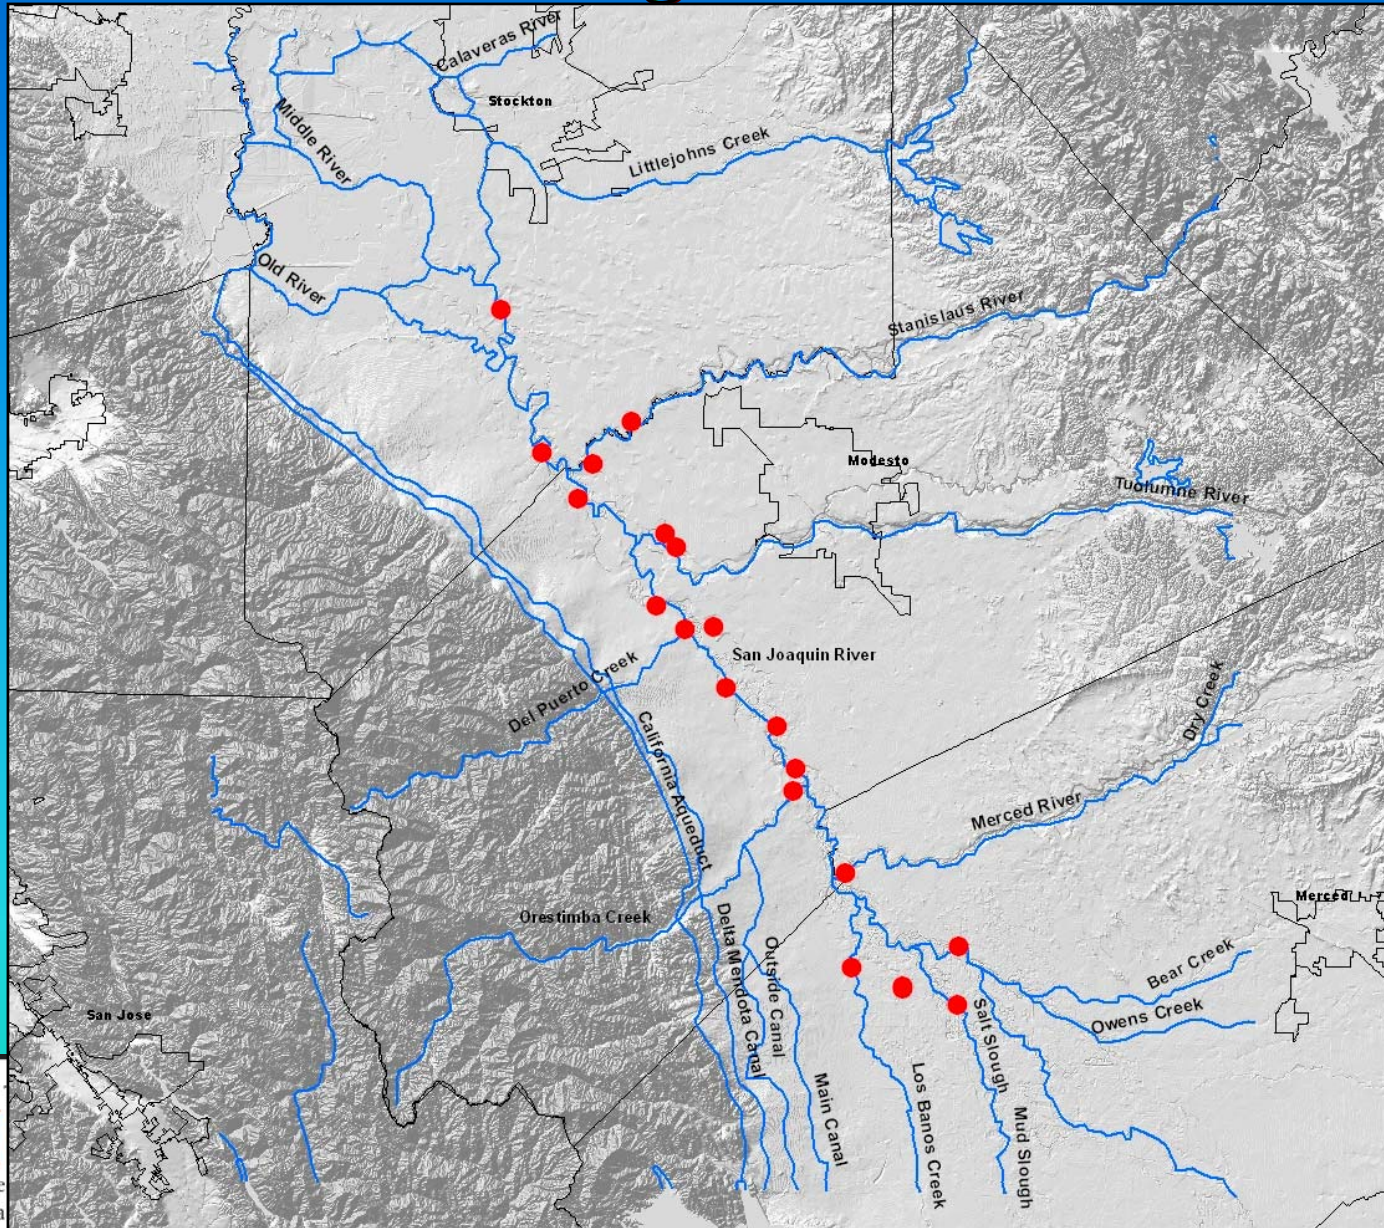 Calaveras River
Stockton
Middle River
Littlejohns Creek
Old River
Stanislaus River
Modesto
Tuolumne River
San Joaquin River
Del Puerto Creek
Dry Creek
California Aqueduct
Merced River
Merced
Orestimba Creek
Delta Mendota Canal
Outside Canal
Bear Creek
Owens Creek
Salt Slough
San Jose
Main Canal
Los Banos Creek
Mud Slough